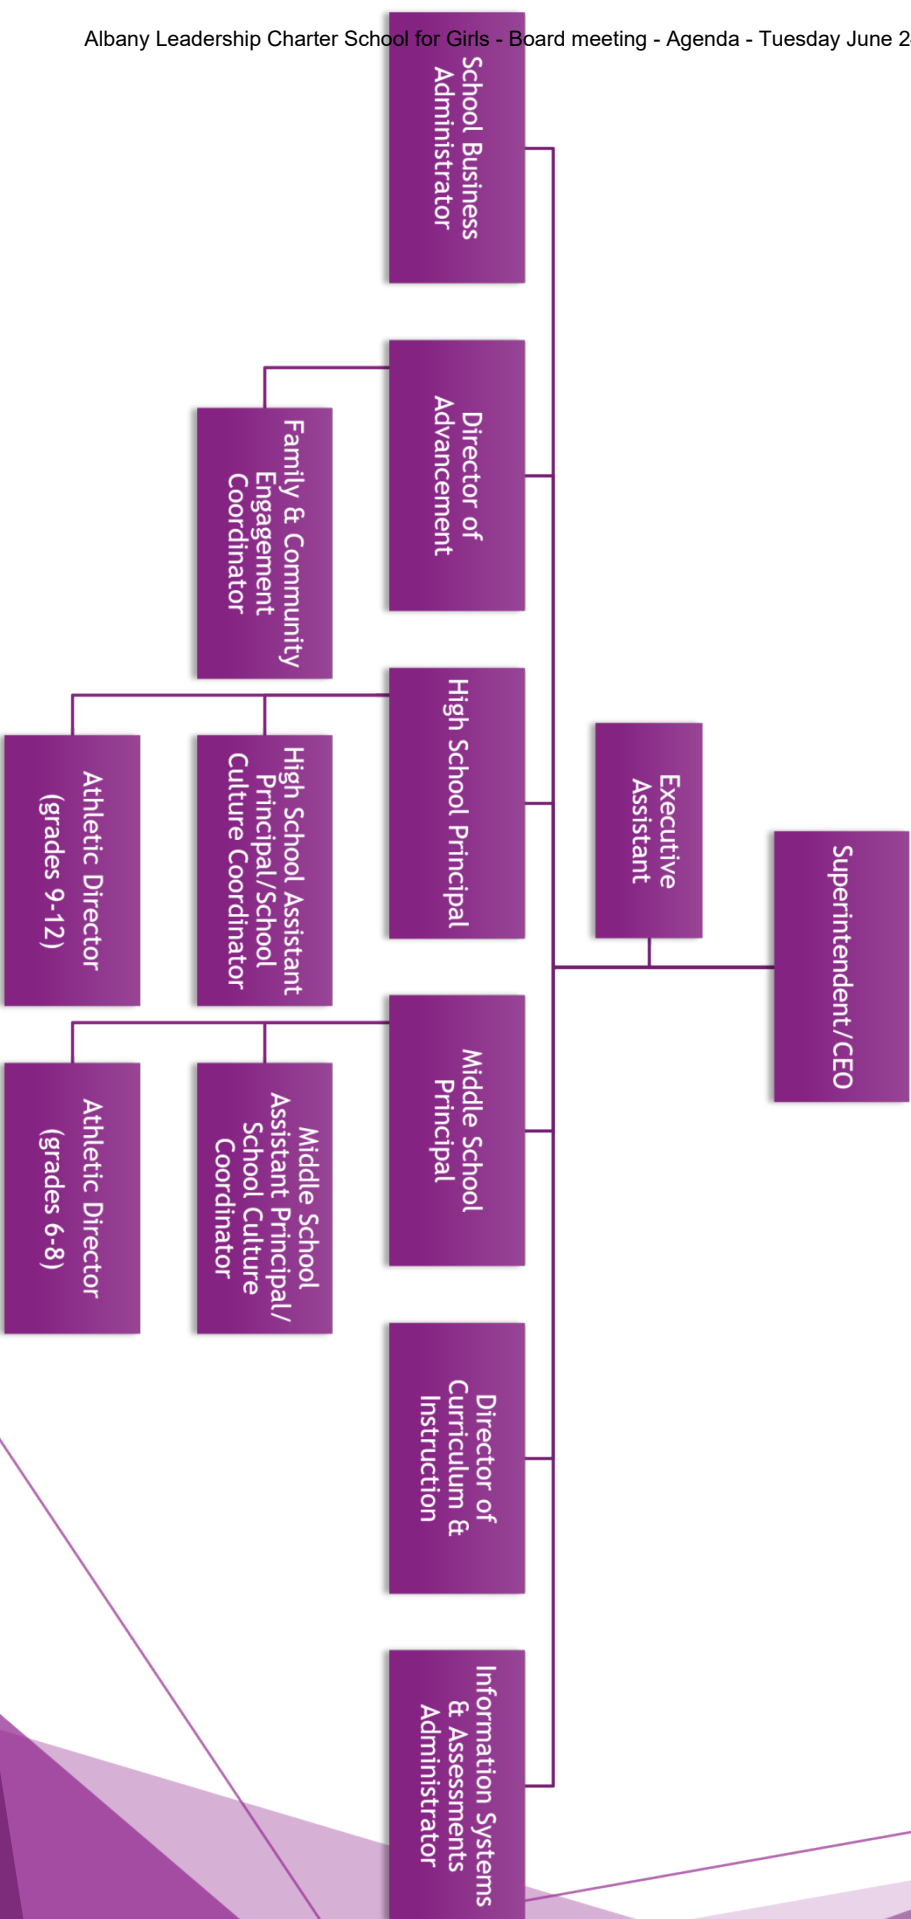 Albany Leadership Charter School for Girls - Board meeting - Agenda - Tuesday June 2
Superintendent/CEO
Executive
Assistant
School Business
Administrator
Director of
Advancement
Family & Community
Engagement
Coordinator
High School Principal
High School Assistant
Principal/School
Culture Coordinator
Athletic Director
(grades 9-12)
Middle School
Principal
Middle School
Assistant Principal/
School Culture
Coordinator
Athletic Director
(grades 6-8)
Director of
Curriculum &
Instruction
Information Systems
& Assessments
Administrator